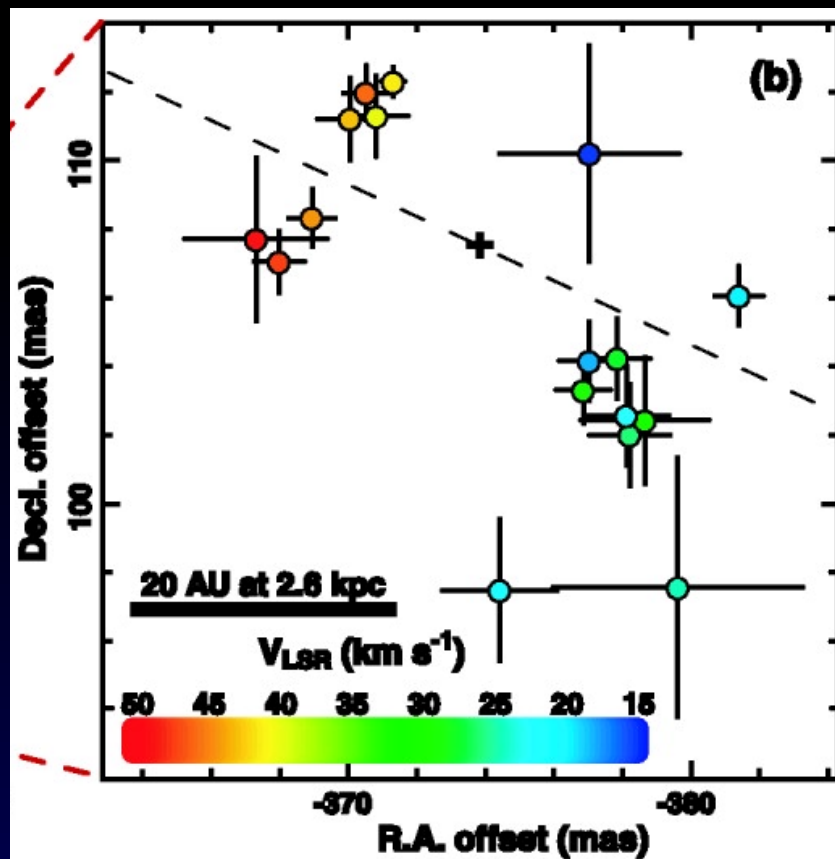 (b)
110
100
Decl. offset (mas)
20 AU at 2.6 kpc
V_LSR (km s⁻¹)
50 45 40 35 30 25 20 15
-370 -380
R.A. offset (mas)